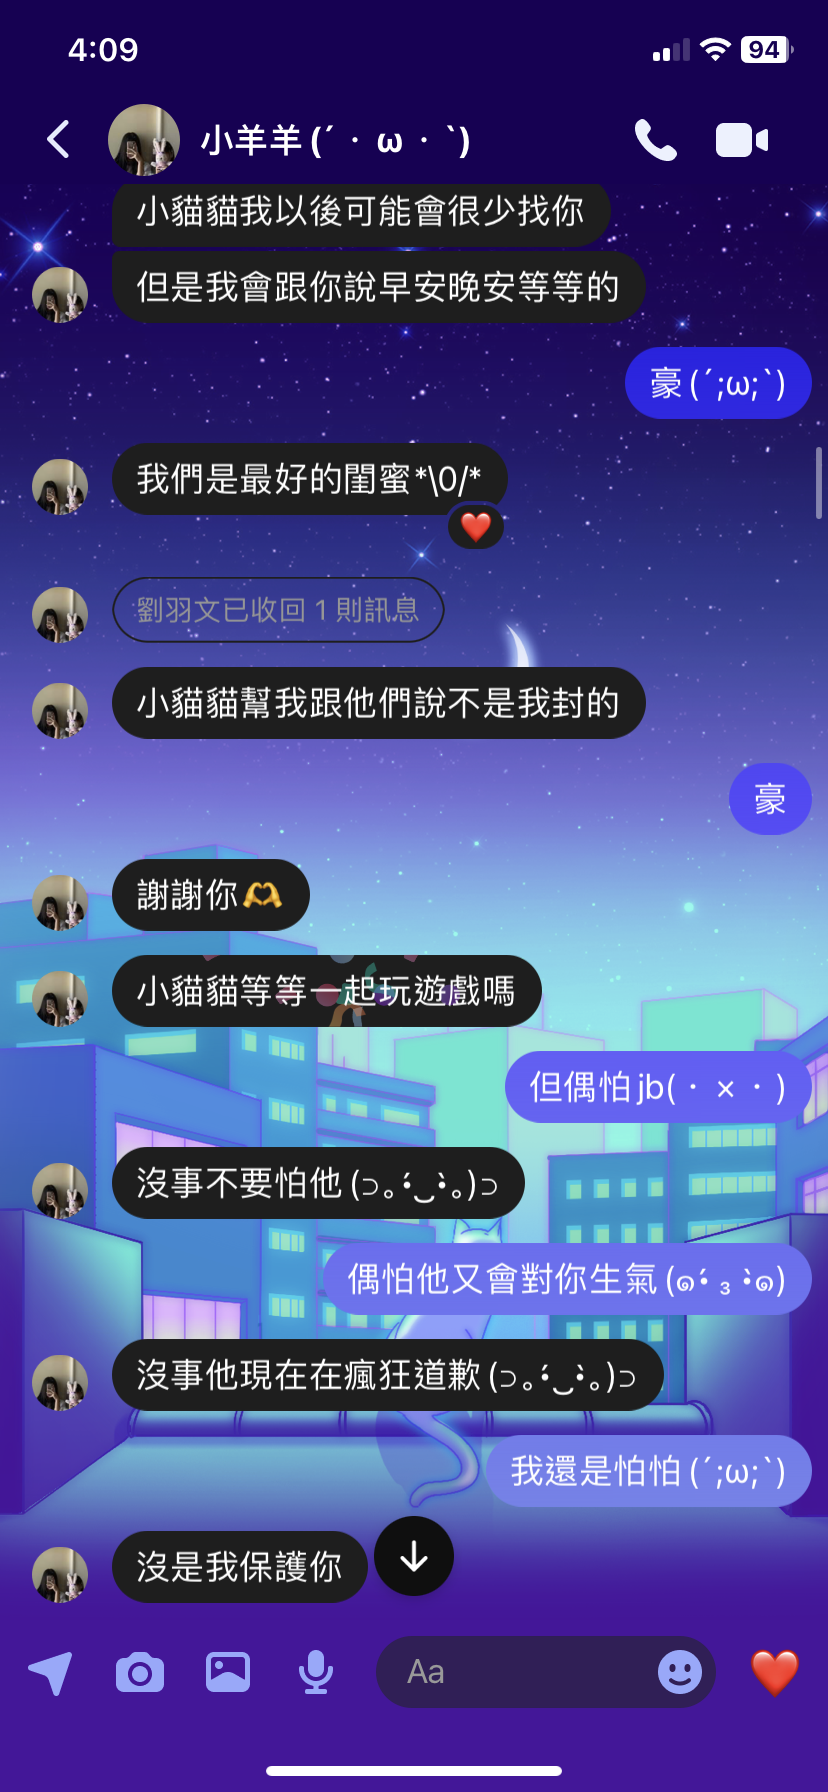 4:09
94
小羊羊 (´・ω・`)
小貓貓我以後可能會很少找你
但是我會跟你說早安晚安等等的
豪 (´;ω;`)
我們是最好的閨蜜*\0/*
劉羽文已收回 1 則訊息
小貓貓幫我跟他們說不是我封的
豪
謝謝你🫶
小貓貓等等一起玩遊戲嗎
但偶怕 jb(・×・)
沒事不要怕他 (⊃｡•́‿•̀｡)⊃
偶怕他又會對你生氣 (๑•́ ₃ •̀๑)
沒事他現在在瘋狂道歉 (⊃｡•́‿•̀｡)⊃
我還是怕怕 (´;ω;`)
沒是我保護你
Aa